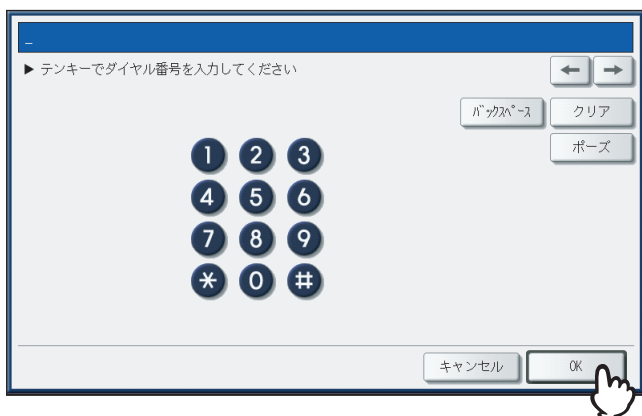 _
▶ テンキーでダイヤル番号を入力してください
← →
バックスペース クリア
ポーズ
1 2 3
4 5 6
7 8 9
* 0 #
キャンセル OK